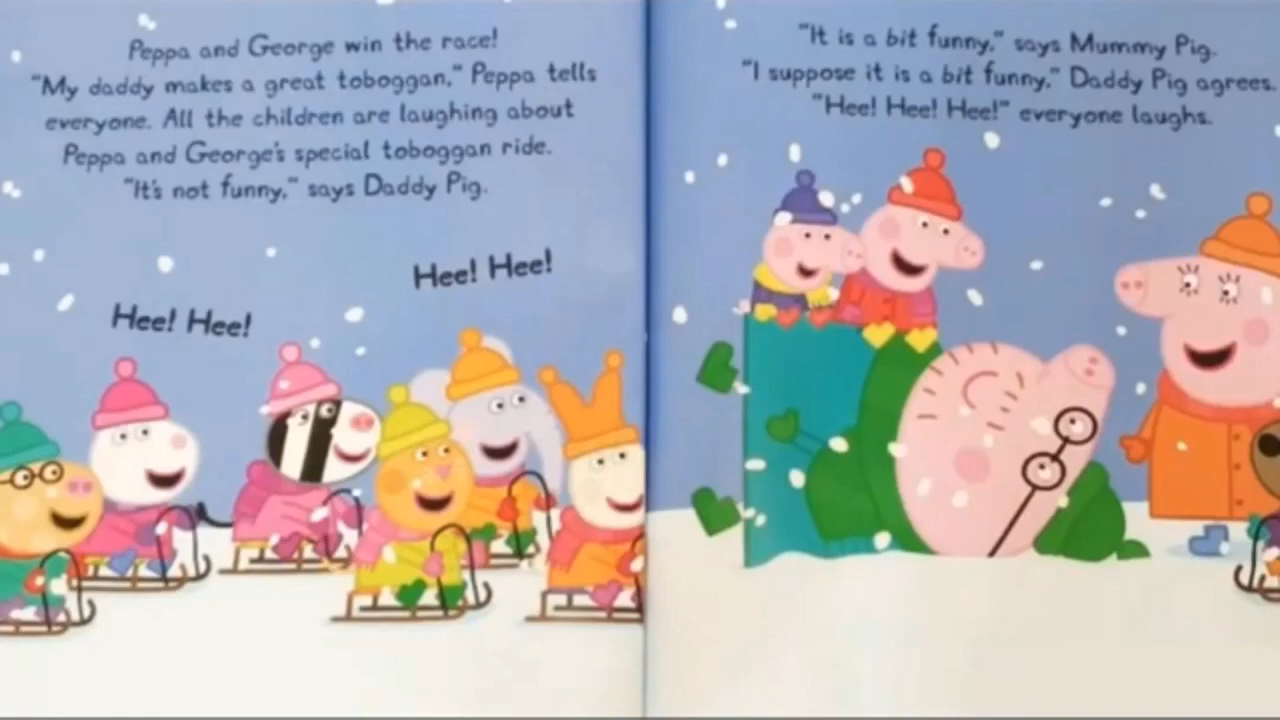 Peppa and George win the race!
"My daddy makes a great toboggan," Peppa tells
everyone. All the children are laughing about
Peppa and George's special toboggan ride.
"It's not funny," says Daddy Pig.
Hee! Hee!
Hee! Hee!
"It is a bit funny," says Mummy Pig.
"I suppose it is a bit funny," Daddy Pig agrees.
"Hee! Hee! Hee!" everyone laughs.